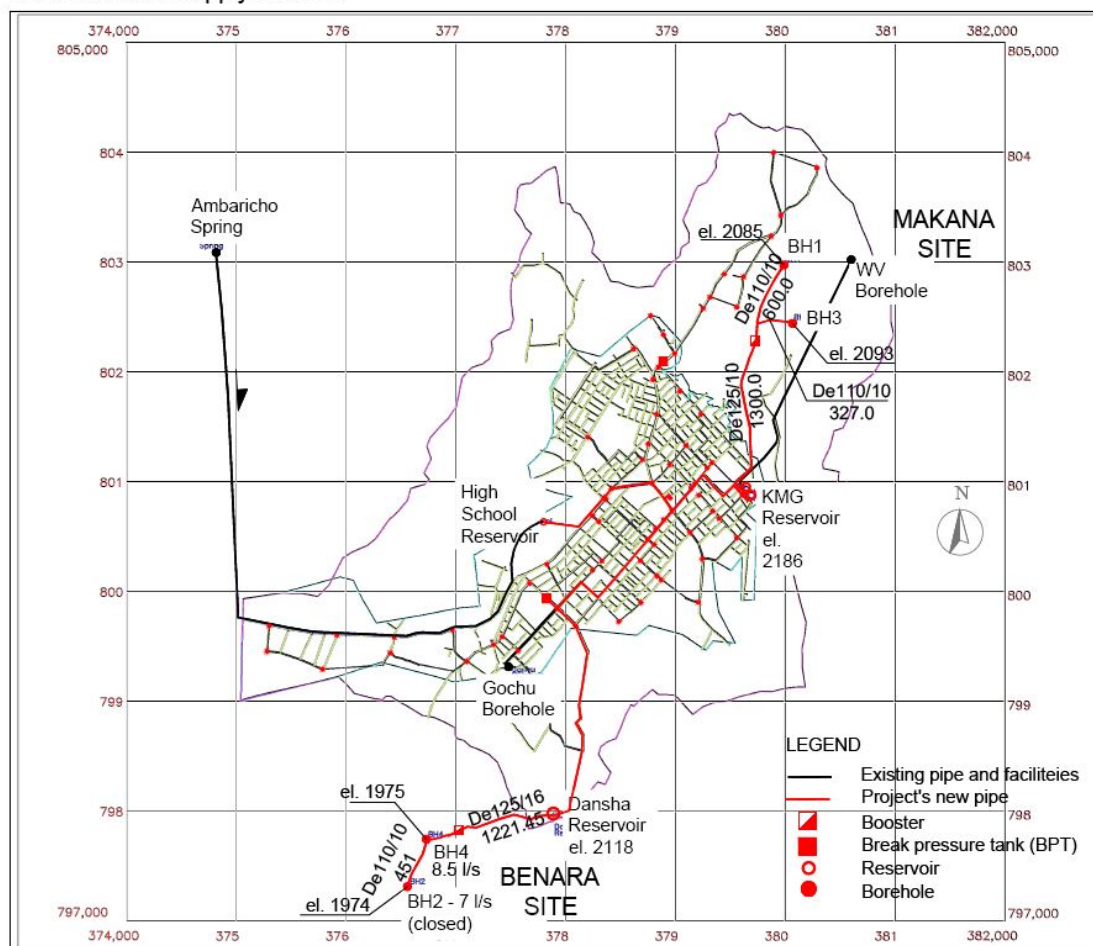 374,000
375
376
377
378
379
380
381
382,000
805,000
805,000
804
804
Ambaricho
Spring
Spring
MAKANA
SITE
el. 2085
BH1
803
803
WV
Borehole
De110/10
600.0
BH3
el. 2093
802
802
De110/10
327.0
De125/10
1300.0
801
801
High
School
Reservoir
KMG
Reservoir
el.
2186
N
800
800
799
799
Gochu
Borehole
LEGEND
Existing pipe and faciliteies
Project's new pipe
Booster
Break pressure tank (BPT)
Reservoir
Borehole
el. 1975
De125/16
1221.45
Dansha
Reservoir
el. 2118
798
798
BH4
BH4
8.5 l/s
De110/10
451
BENARA
SITE
BH2
el. 1974
BH2 - 7 l/s
(closed)
797,000
797,000
374,000
375
376
377
378
379
380
381
382,000